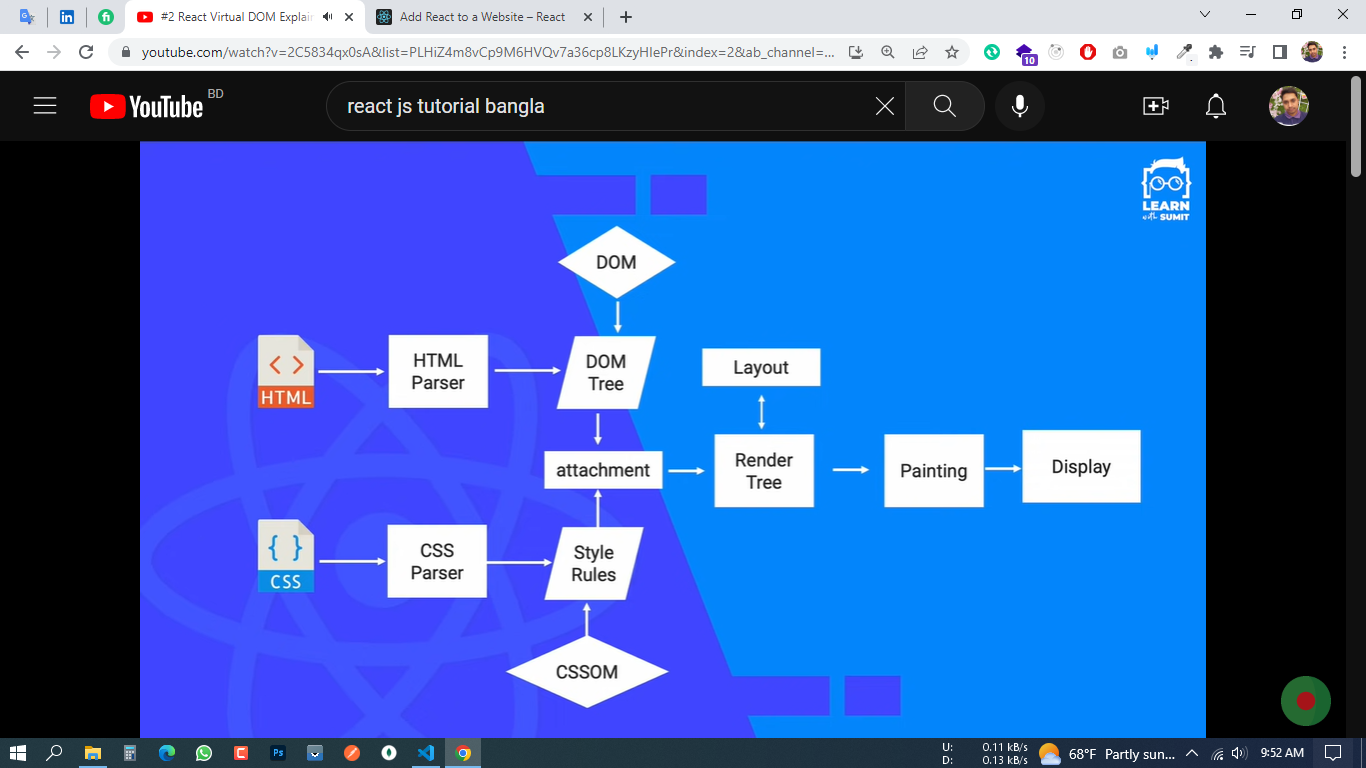 #2 React Virtual DOM Explain
Add React to a Website – React
youtube.com/watch?v=2C5834qx0sA&list=PLHiZ4m8vCp9M6HVQv7a36cp8LKzyHIePr&index=2&ab_channel=...
10
YouTube
BD
react js tutorial bangla
LEARN
with SUMIT
DOM
HTML
HTML
Parser
DOM
Tree
Layout
attachment
Render
Tree
Painting
Display
CSS
CSS
Parser
Style
Rules
CSSOM
U: 0.11 kB/s
D: 0.13 kB/s
68°F Partly sun...
9:52 AM